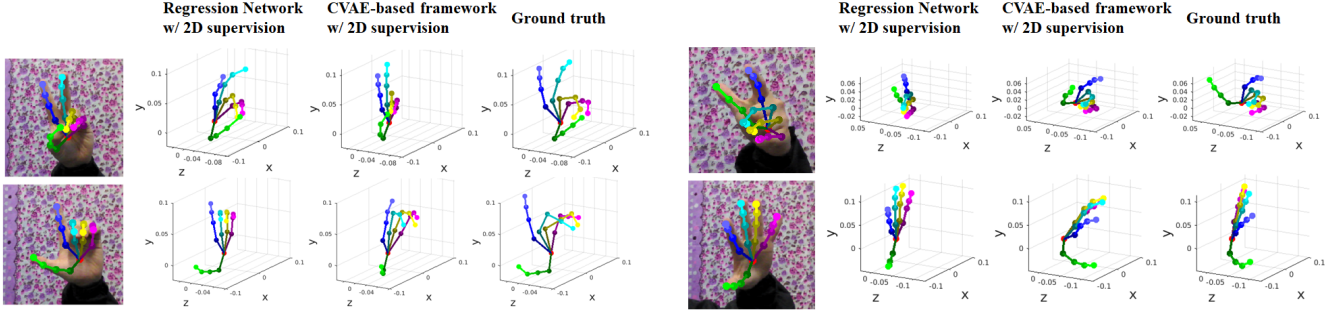 Regression Network
w/ 2D supervision
CVAE-based framework
w/ 2D supervision
Ground truth
Regression Network
w/ 2D supervision
CVAE-based framework
w/ 2D supervision
Ground truth
y
0.1
0.05
0
0
-0.04
-0.08
z
-0.1
0
0.1
x
y
0.1
0.05
0
0
-0.04
-0.08
z
-0.1
0
0.1
x
y
0.1
0.05
0
0
-0.04
-0.08
z
-0.1
0
0.1
x
y
0.06
0.04
0.02
0
-0.02
0.05
0
z
-0.1
0
0.1
x
y
0.06
0.04
0.02
0
-0.02
0.05
0
z
-0.1
0
0.1
x
y
0.06
0.04
0.02
0
-0.02
0.05
0
z
-0.1
0
0.1
x
y
0.1
0.05
0
0
-0.04
z
-0.1
0
0.1
x
y
0.1
0.05
0
0
-0.04
z
-0.1
0
0.1
x
y
0.1
0.05
0
0
-0.04
z
-0.1
0
0.1
x
y
0.1
0.05
0
0
-0.05
z
-0.1
0
0.1
x
y
0.1
0.05
0
0
-0.05
z
-0.1
0
0.1
x
y
0.1
0.05
0
0
-0.05
z
-0.1
0
0.1
x